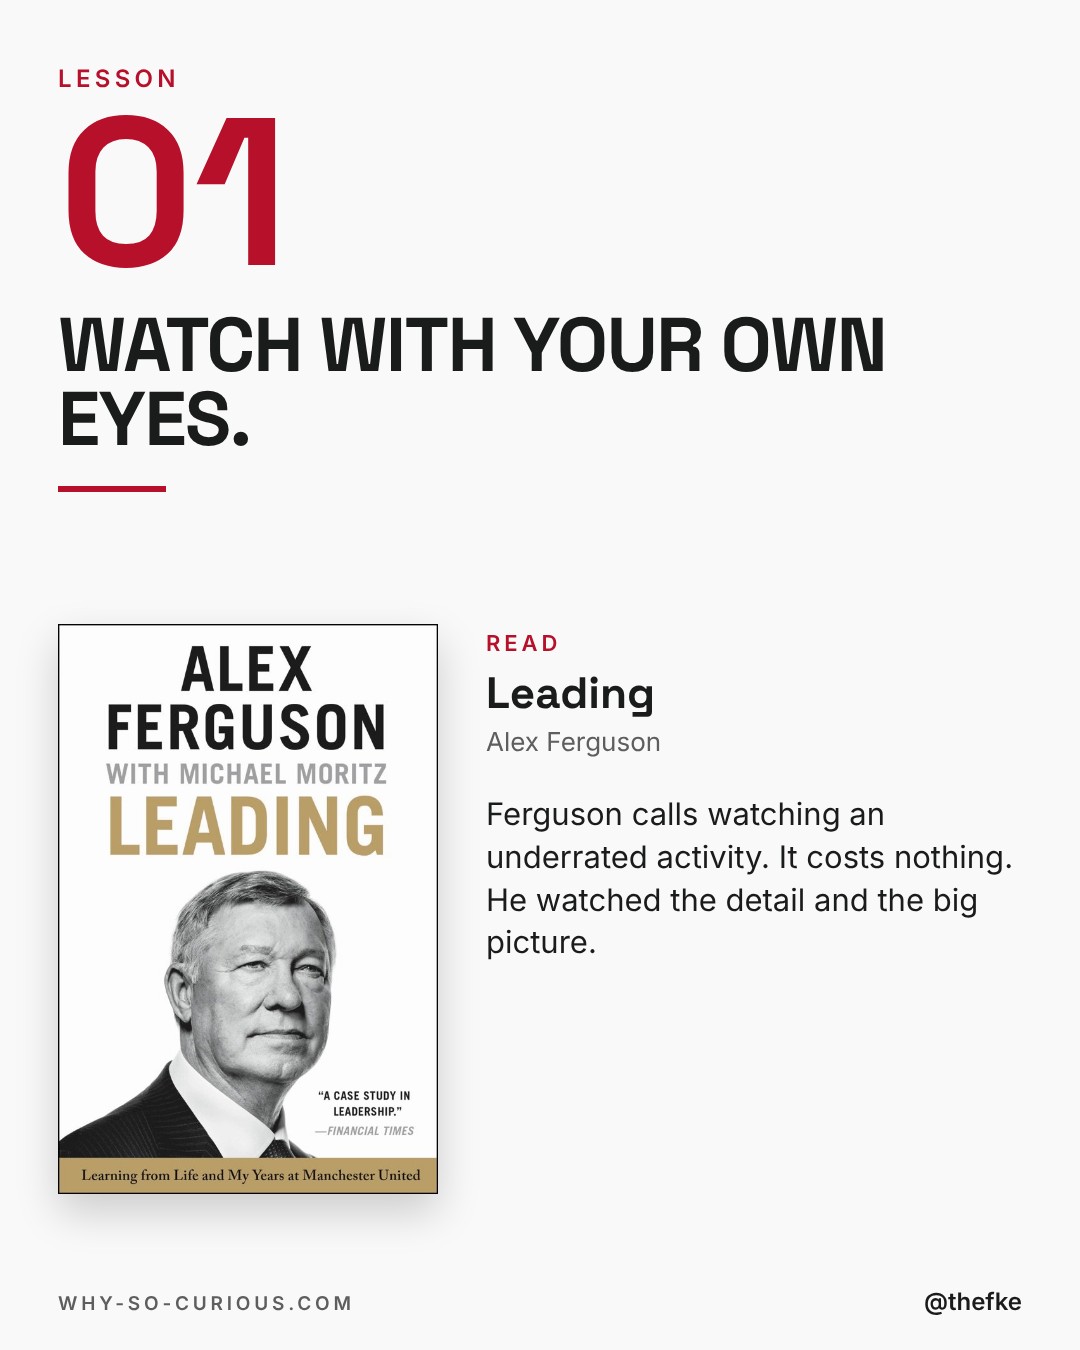 LESSON
01
WATCH WITH YOUR OWN
EYES.
ALEX
FERGUSON
WITH MICHAEL MORITZ
LEADING
“A CASE STUDY IN
LEADERSHIP.”
—FINANCIAL TIMES
Learning from Life and My Years at Manchester United
READ
Leading
Alex Ferguson
Ferguson calls watching an
underrated activity. It costs nothing.
He watched the detail and the big
picture.
WHY-SO-CURIOUS.COM
@thefke